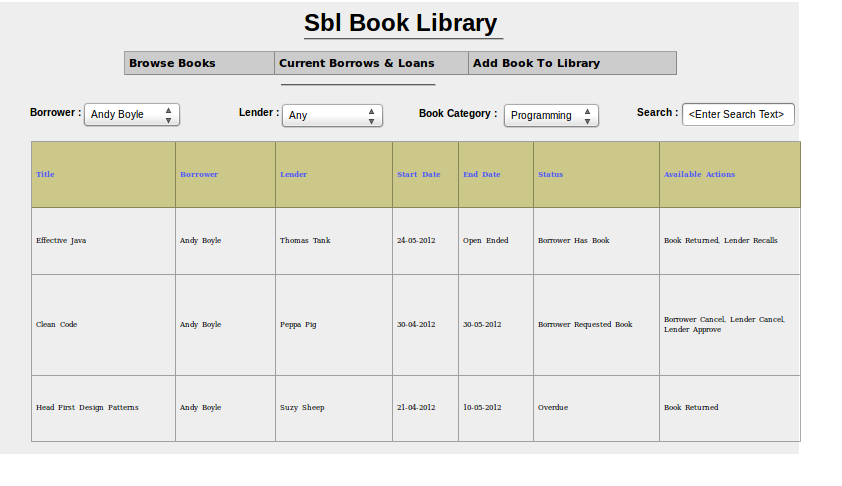 Sbl Book Library
Browse Books Current Borrows & Loans Add Book To Library
Borrower : Andy Boyle Lender : Any Book Category : Programming Search : <Enter Search Text>
Title Borrower Lender Start Date End Date Status Available Actions
Effective Java Andy Boyle Thomas Tank 24-05-2012 Open Ended Borrower Has Book Book Returned, Lender Recalls
Clean Code Andy Boyle Peppa Pig 30-04-2012 30-05-2012 Borrower Requested Book Borrower Cancel, Lender Cancel,
Lender Approve
Head First Design Patterns Andy Boyle Suzy Sheep 21-04-2012 10-05-2012 Overdue Book Returned